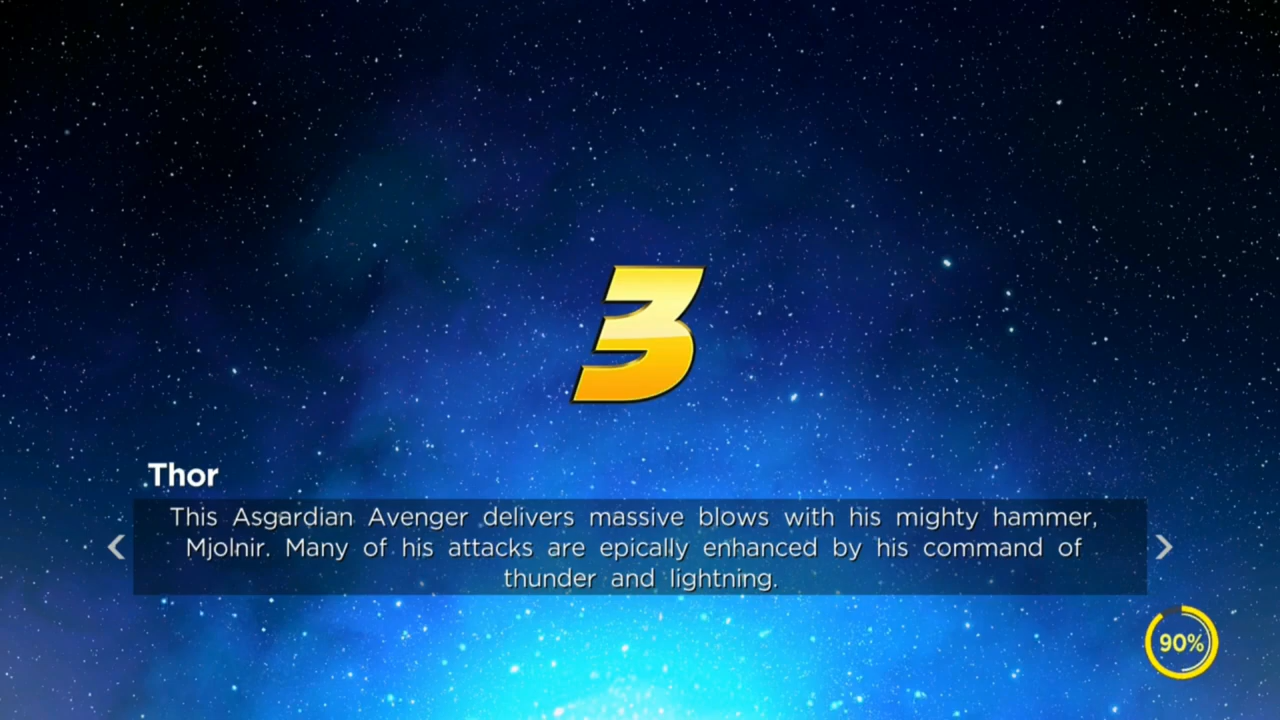 3
Thor
This Asgardian Avenger delivers massive blows with his mighty hammer,
Mjolnir. Many of his attacks are epically enhanced by his command of
thunder and lightning.
90%